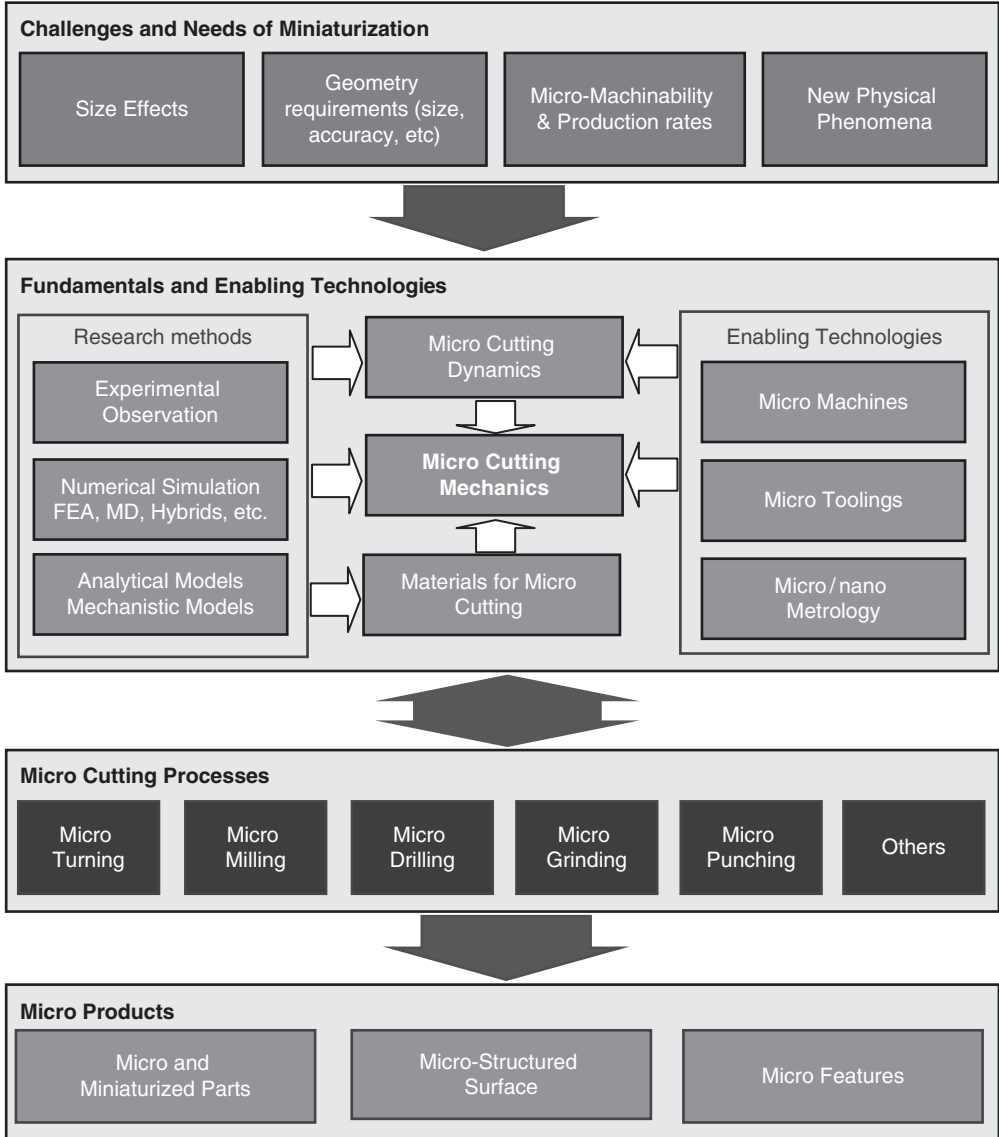 Challenges and Needs of Miniaturization
Size Effects
Geometry
requirements (size,
accuracy, etc)
Micro-Machinability
& Production rates
New Physical
Phenomena
Fundamentals and Enabling Technologies
Research methods
Experimental
Observation
Numerical Simulation
FEA, MD, Hybrids, etc.
Analytical Models
Mechanistic Models
Micro Cutting
Dynamics
Micro Cutting
Mechanics
Materials for Micro
Cutting
Enabling Technologies
Micro Machines
Micro Toolings
Micro/nano
Metrology
Micro Cutting Processes
Micro
Turning
Micro
Milling
Micro
Drilling
Micro
Grinding
Micro
Punching
Others
Micro Products
Micro and
Miniaturized Parts
Micro-Structured
Surface
Micro Features